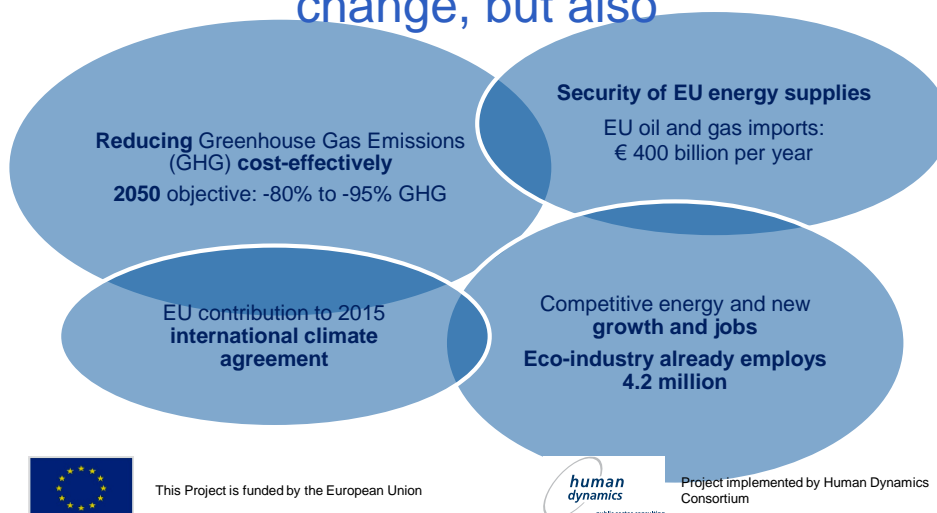 change, but also
Reducing Greenhouse Gas Emissions
(GHG) cost-effectively
2050 objective: -80% to -95% GHG
Security of EU energy supplies
EU oil and gas imports:
€ 400 billion per year
EU contribution to 2015
international climate
agreement
Competitive energy and new
growth and jobs
Eco-industry already employs
4.2 million
This Project is funded by the European Union
human
dynamics
Project implemented by Human Dynamics
Consortium